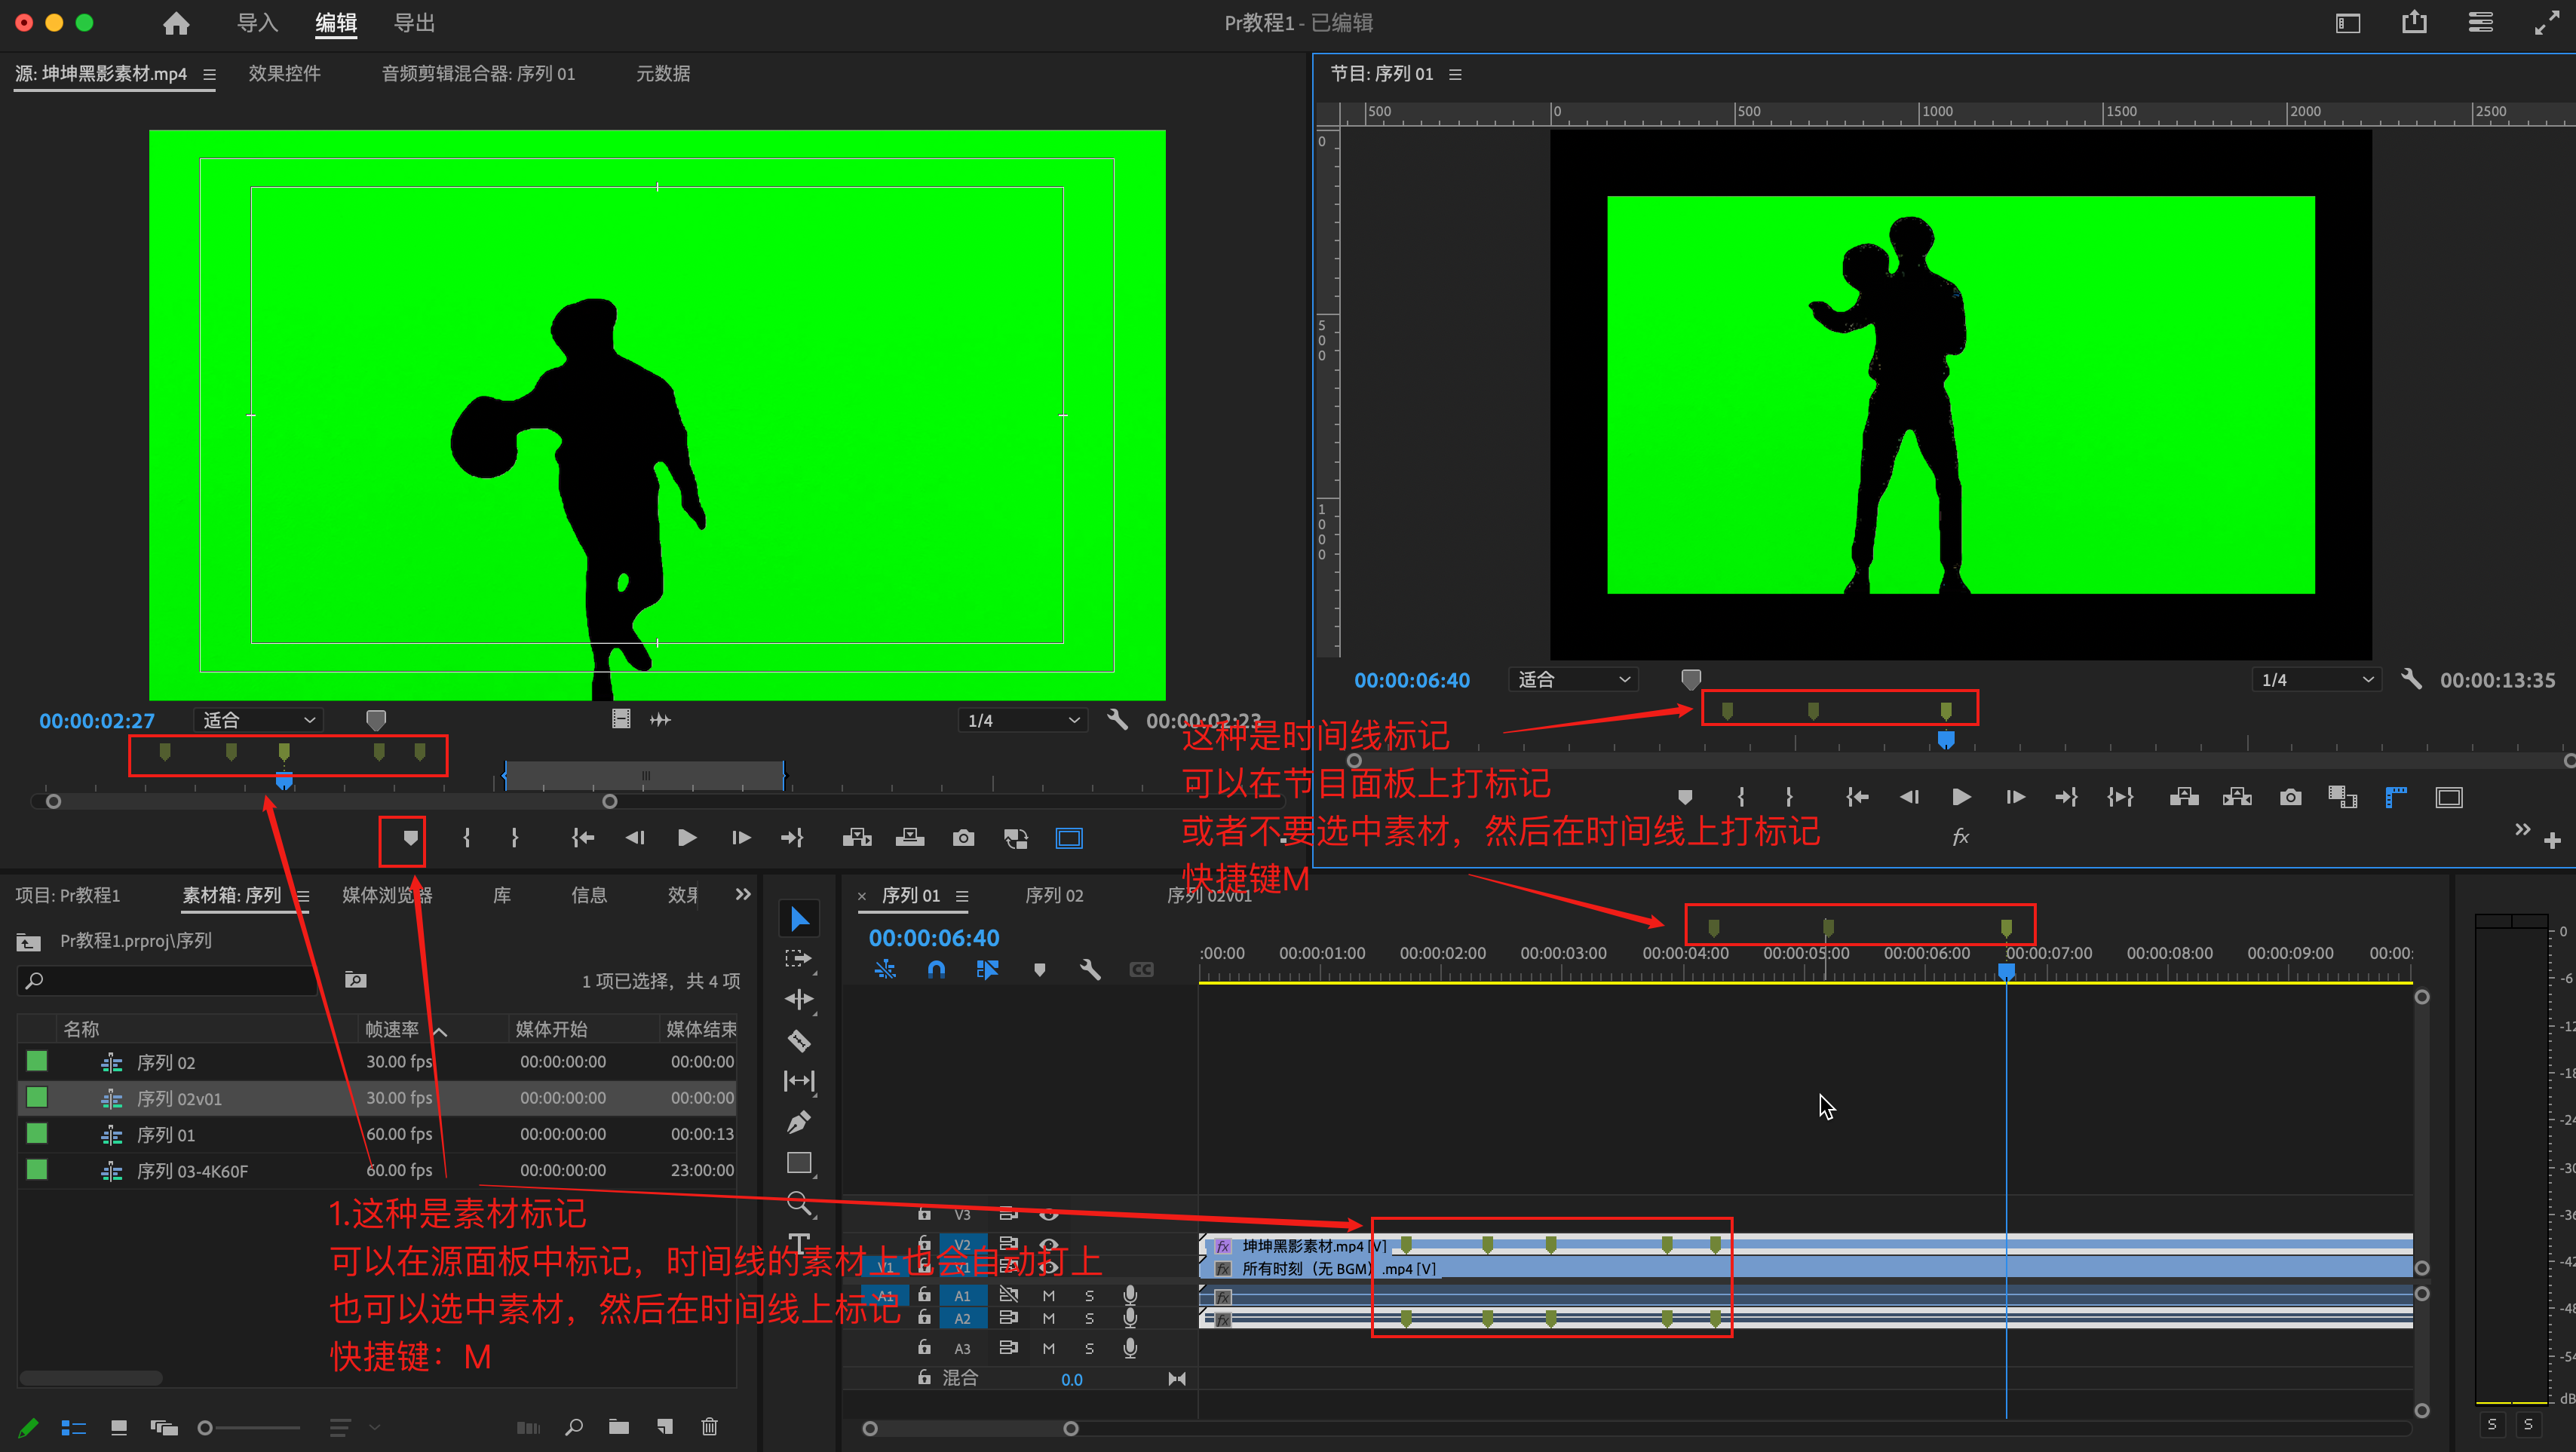 导入 编辑 导出 Pr教程1 - 已编辑
源: 坤坤黑影素材.mp4 效果控件 音频剪辑混合器: 序列 01 元数据
节目: 序列 01
500 0 500 1000 1500 2000 2500
0
500
1000
00:00:02:27 适合 1/4 00:00:02:23
00:00:06:40 适合 1/4 00:00:13:35
这种是时间线标记
可以在节目面板上打标记
或者不要选中素材，然后在时间线上打标记
快捷键M
fx
项目: Pr教程1 素材箱: 序列 媒体浏览器 库 信息 效果
Pr教程1.prproj\序列
1 项已选择，共 4 项
名称 帧速率 媒体开始 媒体结束
序列 02 30.00 fps 00:00:00:00 00:00:00
序列 02v01 30.00 fps 00:00:00:00 00:00:00
序列 01 60.00 fps 00:00:00:00 00:00:13
序列 03-4K60F 60.00 fps 00:00:00:00 23:00:00
1.这种是素材标记
可以在源面板中标记，时间线的素材上也会自动打上
也可以选中素材，然后在时间线上标记
快捷键：M
× 序列 01 序列 02 序列 02v01
00:00:06:40
CC
:00:00 00:00:01:00 00:00:02:00 00:00:03:00 00:00:04:00 00:00:05:00 00:00:06:00 00:00:07:00 00:00:08:00 00:00:09:00 00:00:
V3
V2 fx 坤坤黑影素材.mp4 [V]
V1 V1 fx 所有时刻（无 BGM）.mp4 [V]
A1 A1 M S fx
A2 M S fx
A3 M S
混合 0.0
0
-6
-12
-18
-24
-30
-36
-42
-48
-54
dB
S S